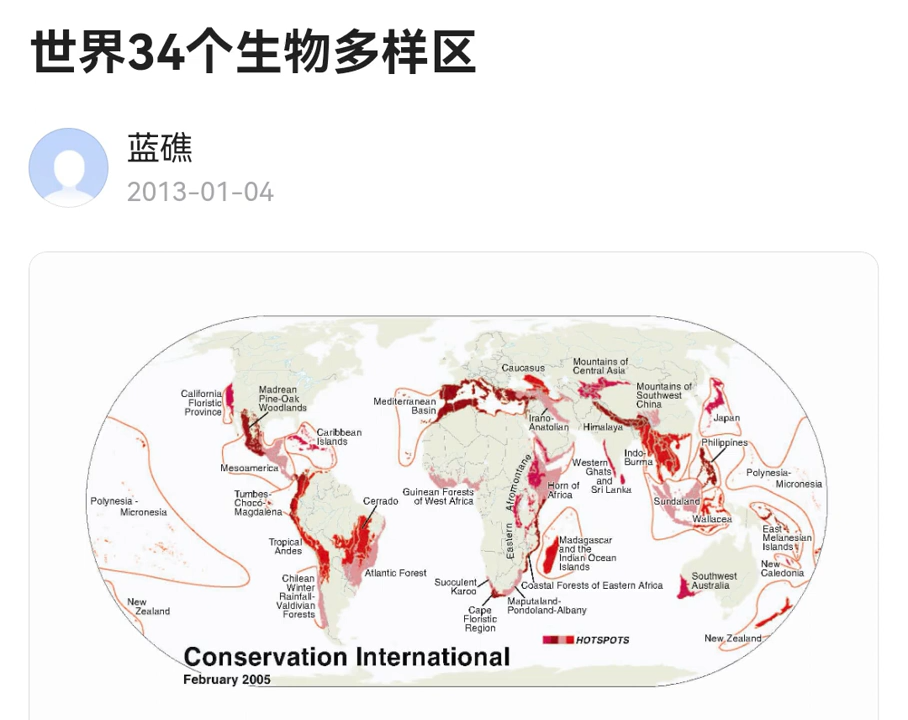 世界34个生物多样区
蓝礁
2013-01-04
California
Floristic
Province
Madrean
Pine-Oak
Woodlands
Caribbean
Islands
Mesoamerica
Polynesia -
Micronesia
Tumbes-
Choco-
Magdalena
Cerrado
Tropical
Andes
Atlantic Forest
Chilean
Winter
Rainfall-
Valdivian
Forests
New
Zealand
Mediterranean
Basin
Caucasus
Irano-
Anatolian
Mountains of
Central Asia
Mountains of
Southwest
China
Himalaya
Japan
Indo-
Burma
Philippines
Western
Ghats
and
Sri Lanka
Guinean Forests
of West Africa
Eastern Afromontane
Horn of
Africa
Sundaland
Wallacea
Polynesia-
Micronesia
East
Melanesian
Islands
New
Caledonia
Madagascar
and the
Indian Ocean
Islands
Coastal Forests of Eastern Africa
Succulent
Karoo
Cape
Floristic
Region
Maputaland-
Pondoland-Albany
Southwest
Australia
New Zealand
HOTSPOTS
Conservation International
February 2005